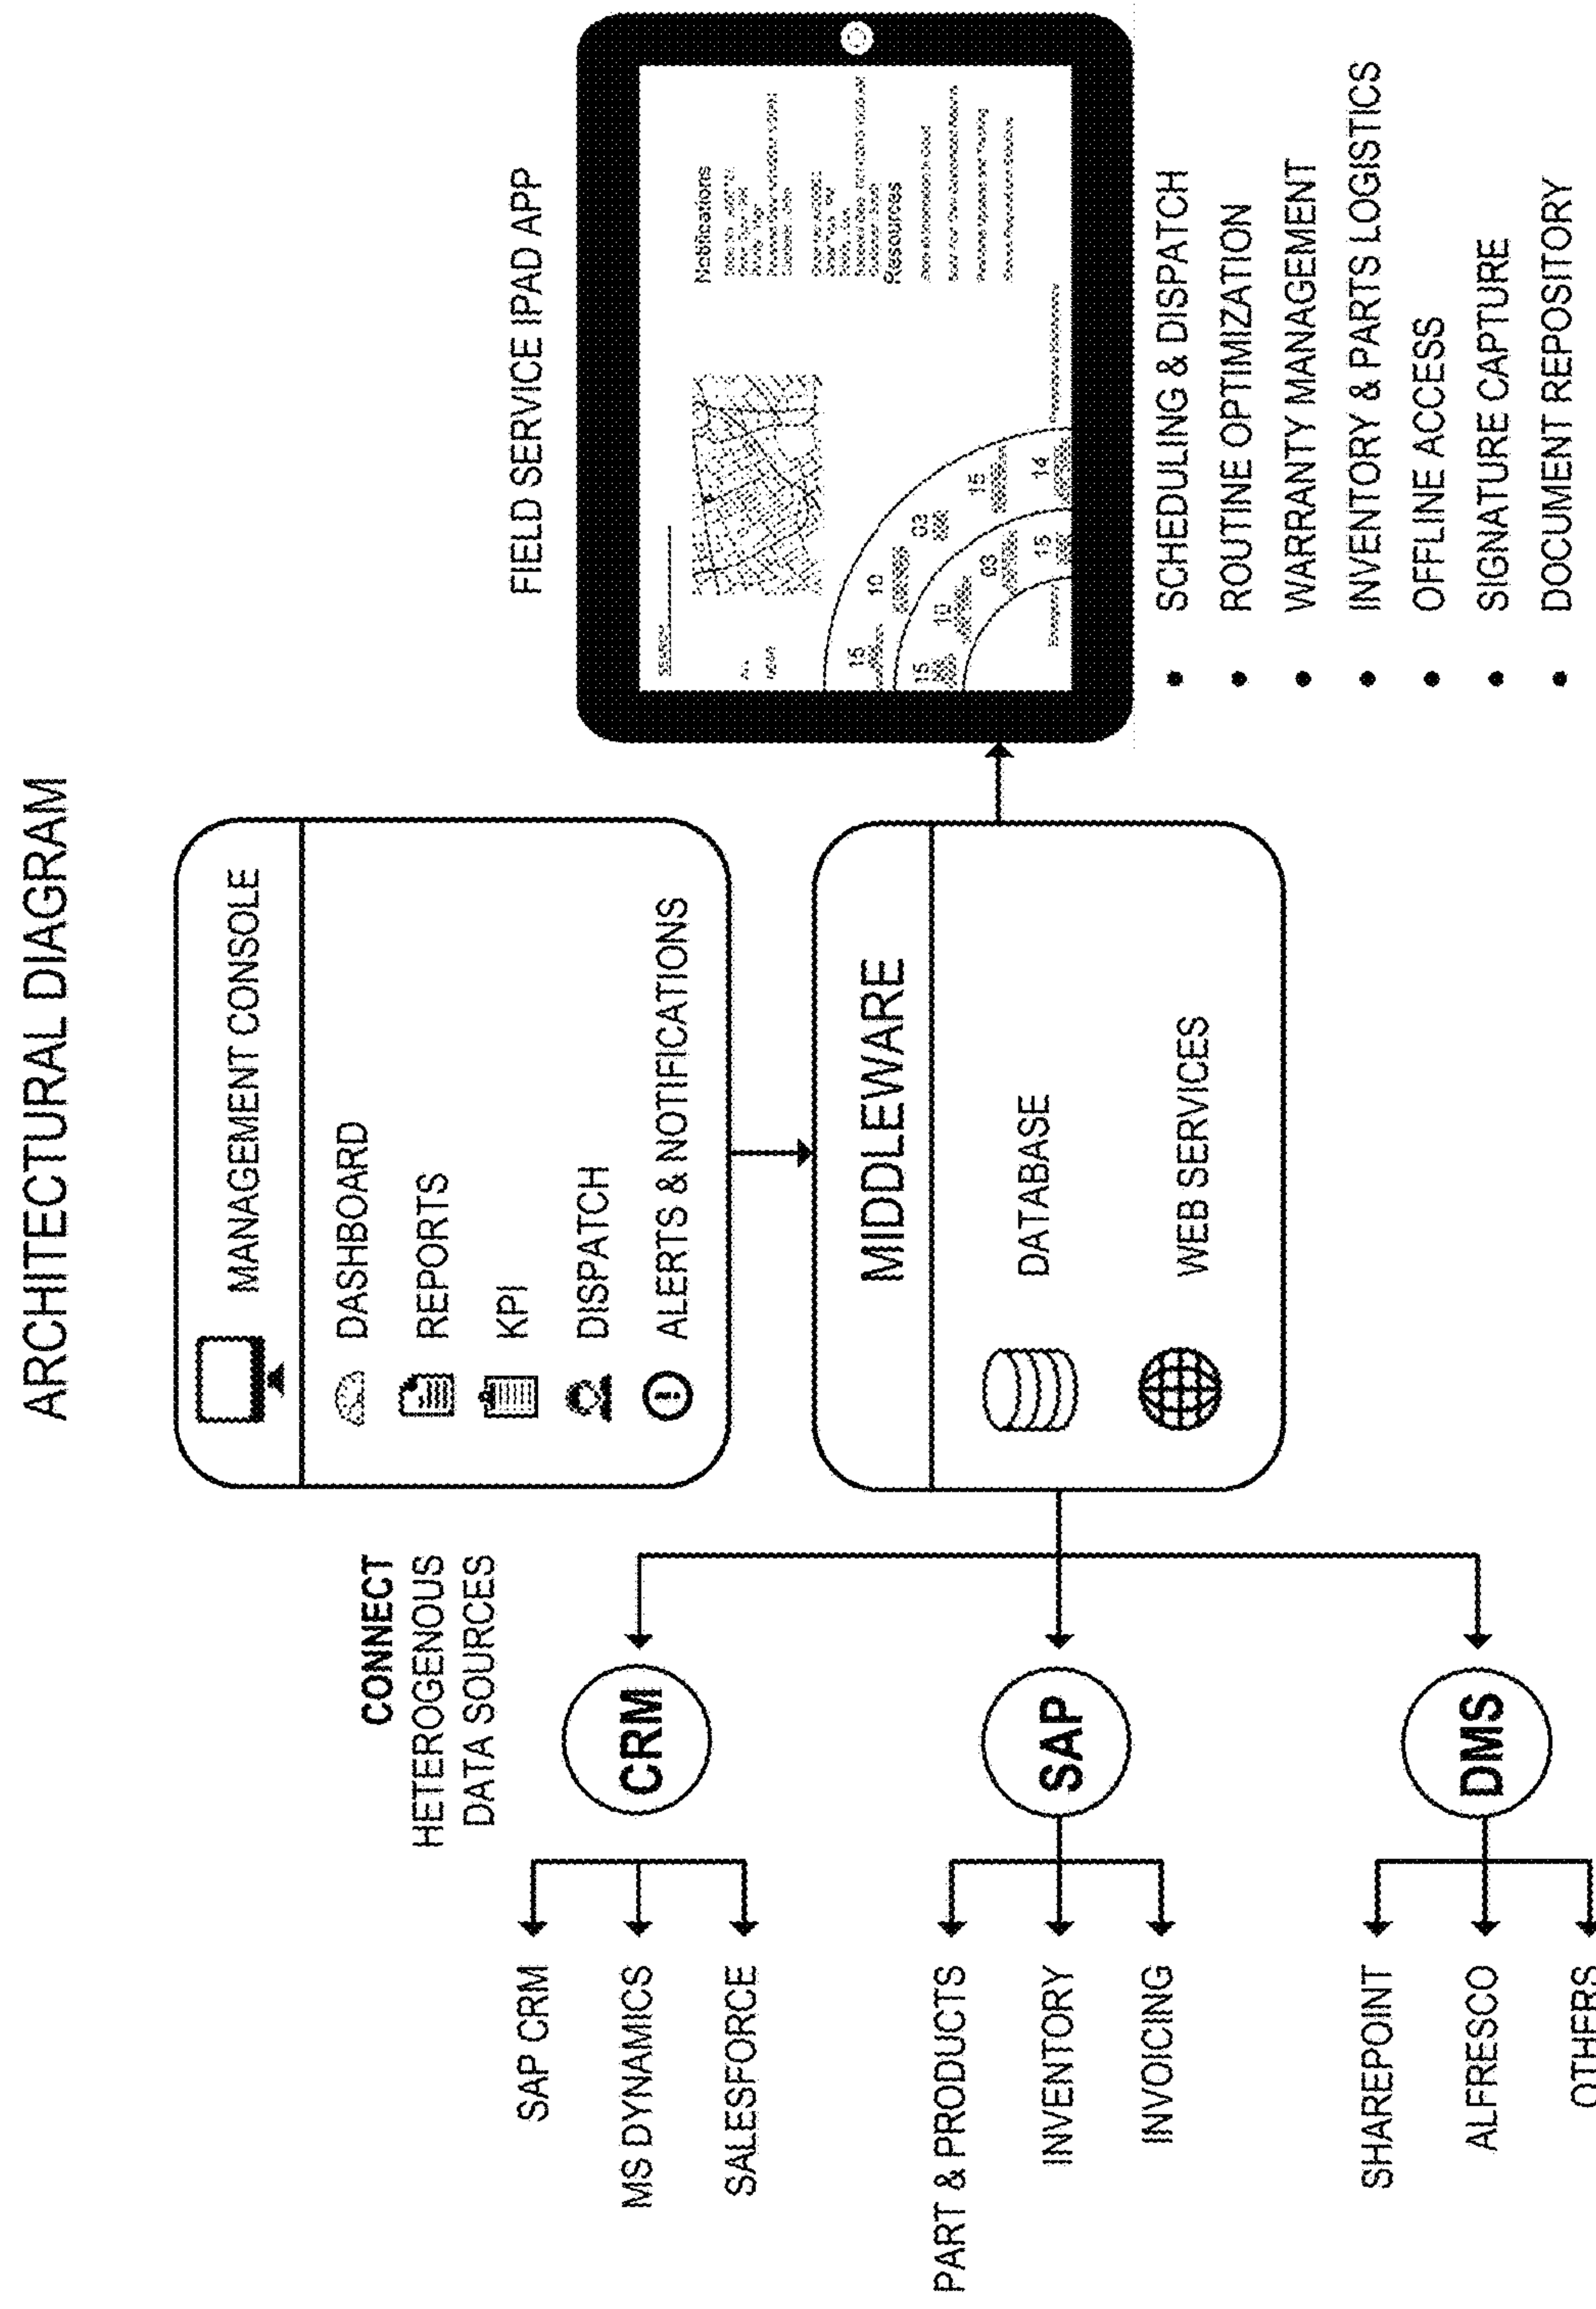 ARCHITECTURAL DIAGRAM
CONNECT
HETEROGENOUS
DATA SOURCES
SAP CRM
MS DYNAMICS
SALESFORCE
CRM
PART & PRODUCTS
INVENTORY
INVOICING
SAP
SHAREPOINT
ALFRESCO
OTHERS
DMS
MANAGEMENT CONSOLE
DASHBOARD
REPORTS
KPI
DISPATCH
ALERTS & NOTIFICATIONS
MIDDLEWARE
DATABASE
WEB SERVICES
FIELD SERVICE IPAD APP
SEARCH
Notifications
Resources
15
10
03
15
14
15
10
03
15
• SCHEDULING & DISPATCH
• ROUTINE OPTIMIZATION
• WARRANTY MANAGEMENT
• INVENTORY & PARTS LOGISTICS
• OFFLINE ACCESS
• SIGNATURE CAPTURE
• DOCUMENT REPOSITORY